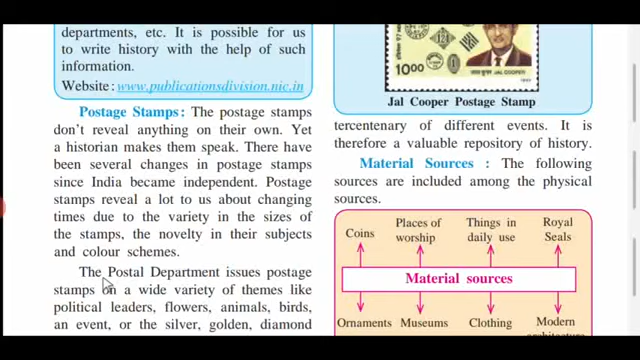 departments, etc. It is possible for us
to write history with the help of such
information.
Website : www.publicationsdivision.nic.in
Postage Stamps : The postage stamps
don't reveal anything on their own. Yet
a historian makes them speak. There have
been several changes in postage stamps
since India became independent. Postage
stamps reveal a lot to us about changing
times due to the variety in the sizes of
the stamps, the novelty in their subjects
and colour schemes.
The Postal Department issues postage
stamps on a wide variety of themes like
political leaders, flowers, animals, birds,
an event, or the silver, golden, diamond
1000
JAL COOPER
Jal Cooper Postage Stamp
tercentenary of different events. It is
therefore a valuable repository of history.
Material Sources : The following
sources are included among the physical
sources.
Coins
Places of worship
Things in daily use
Royal Seals
Material sources
Ornaments
Museums
Clothing
Modern architecture